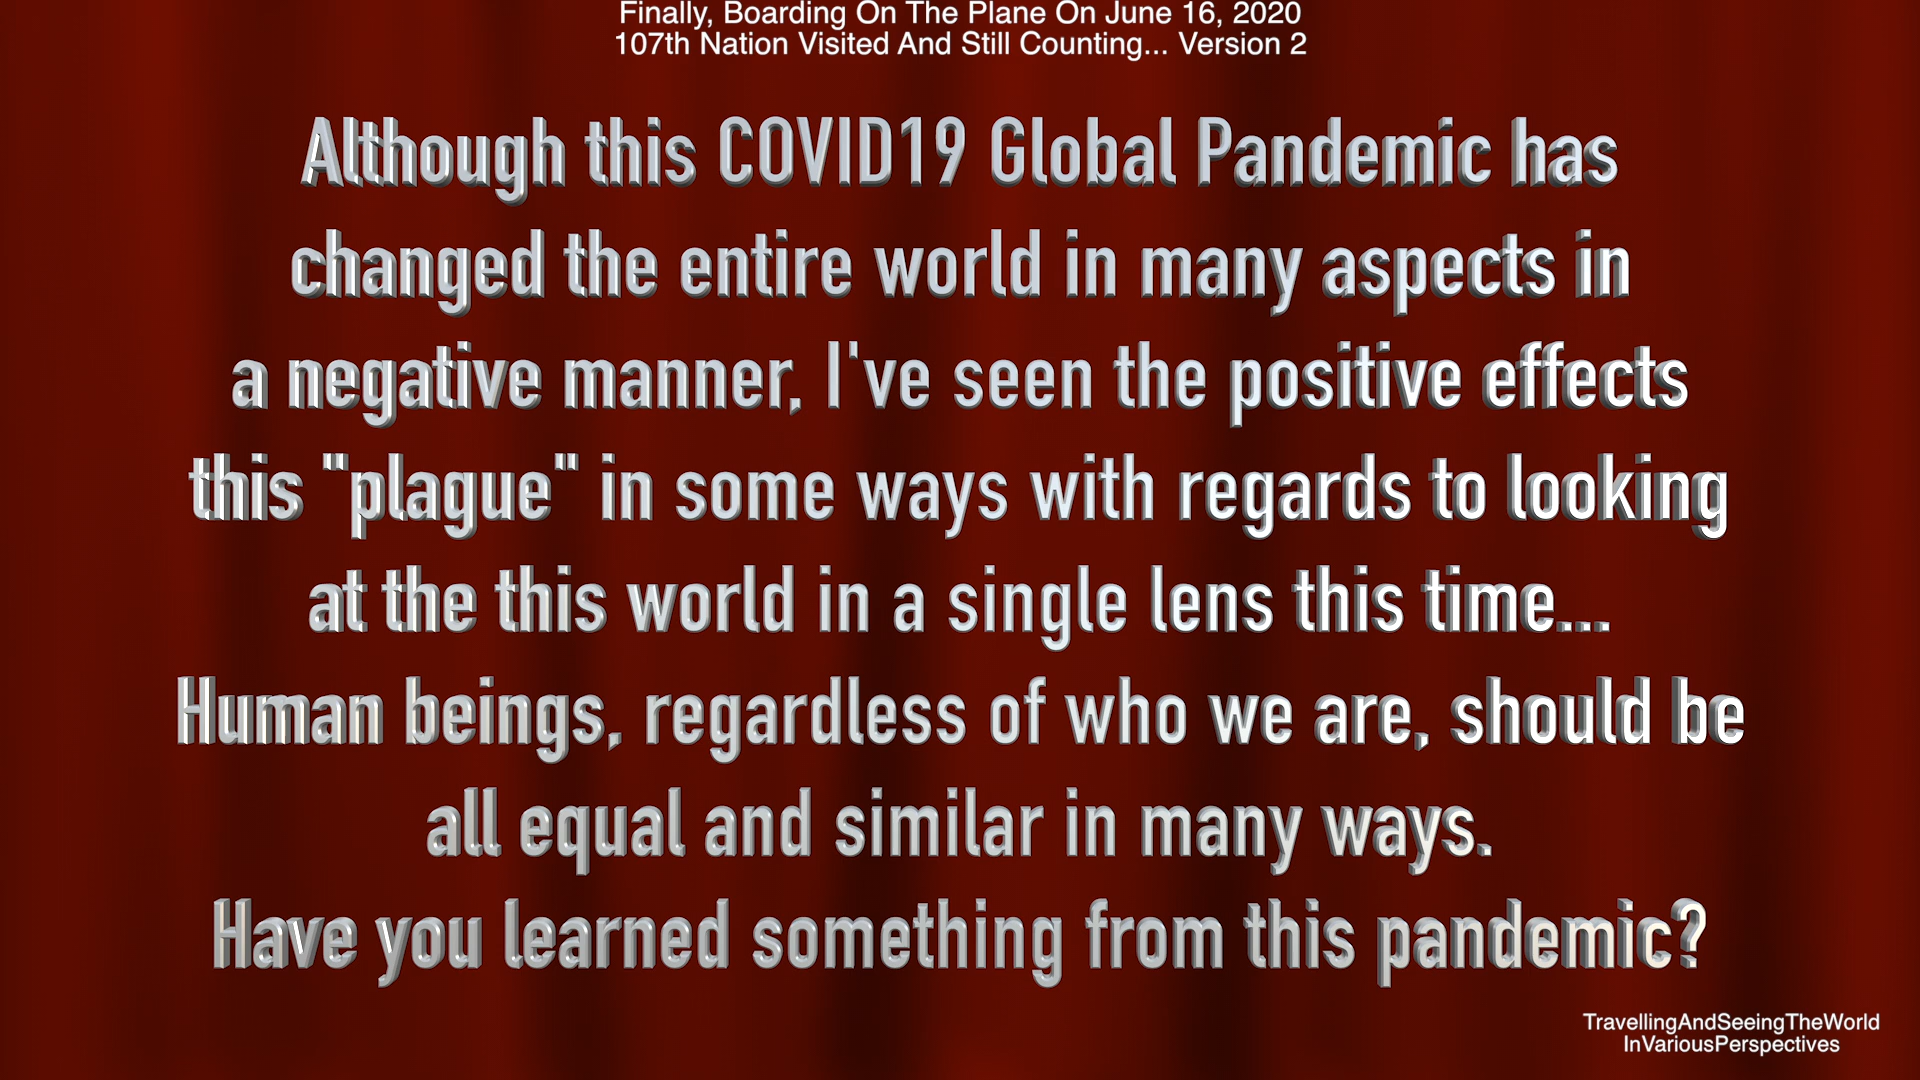 Finally, Boarding On The Plane On June 16, 2020
107th Nation Visited And Still Counting... Version 2
Although this COVID19 Global Pandemic has
changed the entire world in many aspects in
a negative manner, I've seen the positive effects
this "plague" in some ways with regards to looking
at the this world in a single lens this time...
Human beings, regardless of who we are, should be
all equal and similar in many ways.
Have you learned something from this pandemic?
TravellingAndSeeingTheWorld
InVariousPerspectives